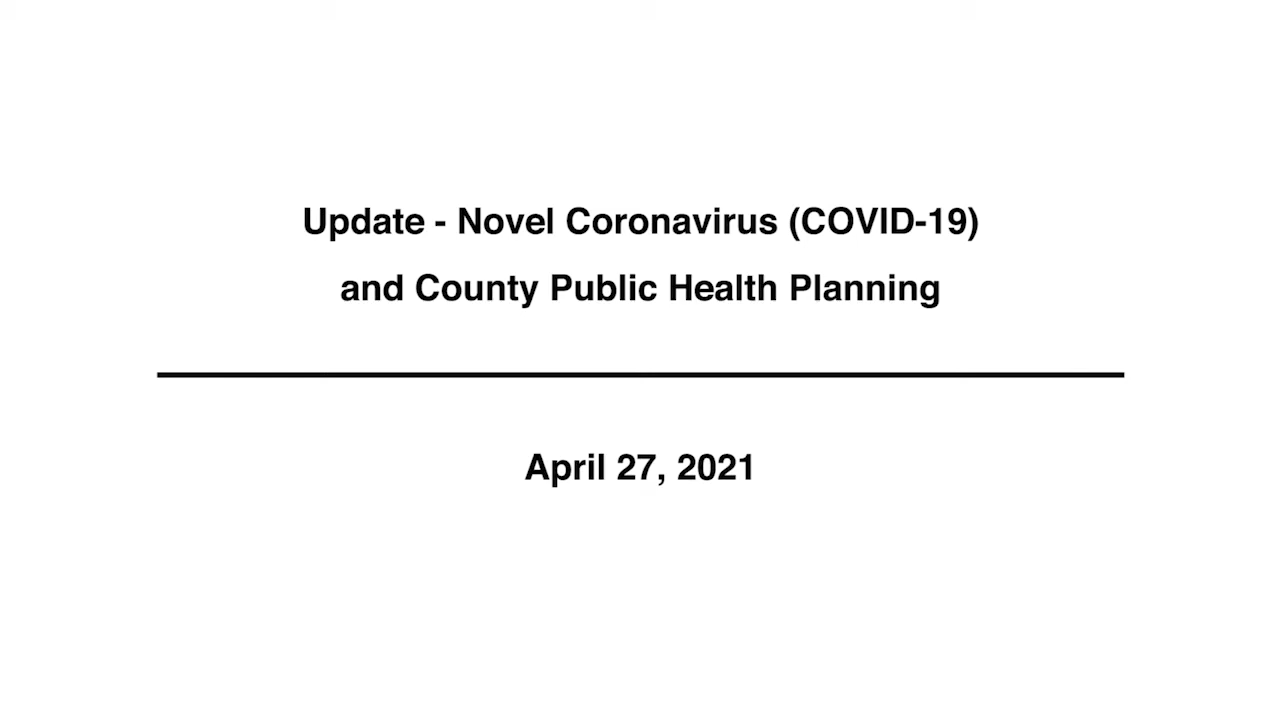 Update - Novel Coronavirus (COVID-19)
and County Public Health Planning
April 27, 2021